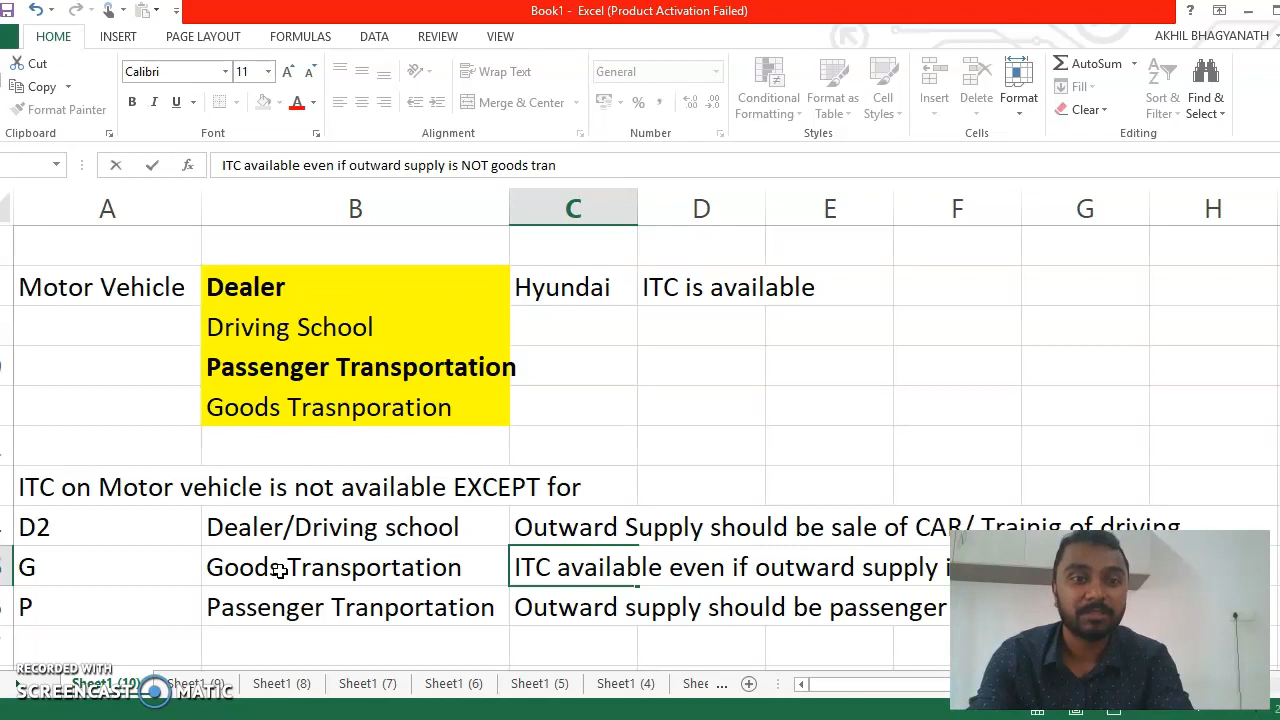 Book1 - Excel (Product Activation Failed)
HOME INSERT PAGE LAYOUT FORMULAS DATA REVIEW VIEW AKHIL BHAGYANATH
Cut
Copy
Format Painter
Calibri 11
B I U A
Wrap Text
Merge & Center
General
Conditional Formatting
Format as Table
Cell Styles
Insert Delete Format
AutoSum
Fill
Clear
Sort & Filter
Find & Select
Clipboard Font Alignment Number Styles Cells Editing
ITC available even if outward supply is NOT goods tran
A B C D E F G H
Motor Vehicle Dealer Hyundai ITC is available
Driving School
Passenger Transportation
Goods Trasnporation
ITC on Motor vehicle is not available EXCEPT for
D2 Dealer/Driving school Outward Supply should be sale of CAR/ Trainig of driving
G Goods Transportation ITC available even if outward supply i
P Passenger Tranportation Outward supply should be passenger
RECORDED WITH
SCREENCAST MATIC
Sheet1 (10) Sheet1 (9) Sheet1 (8) Sheet1 (7) Sheet1 (6) Sheet1 (5) Sheet1 (4) Shee ...